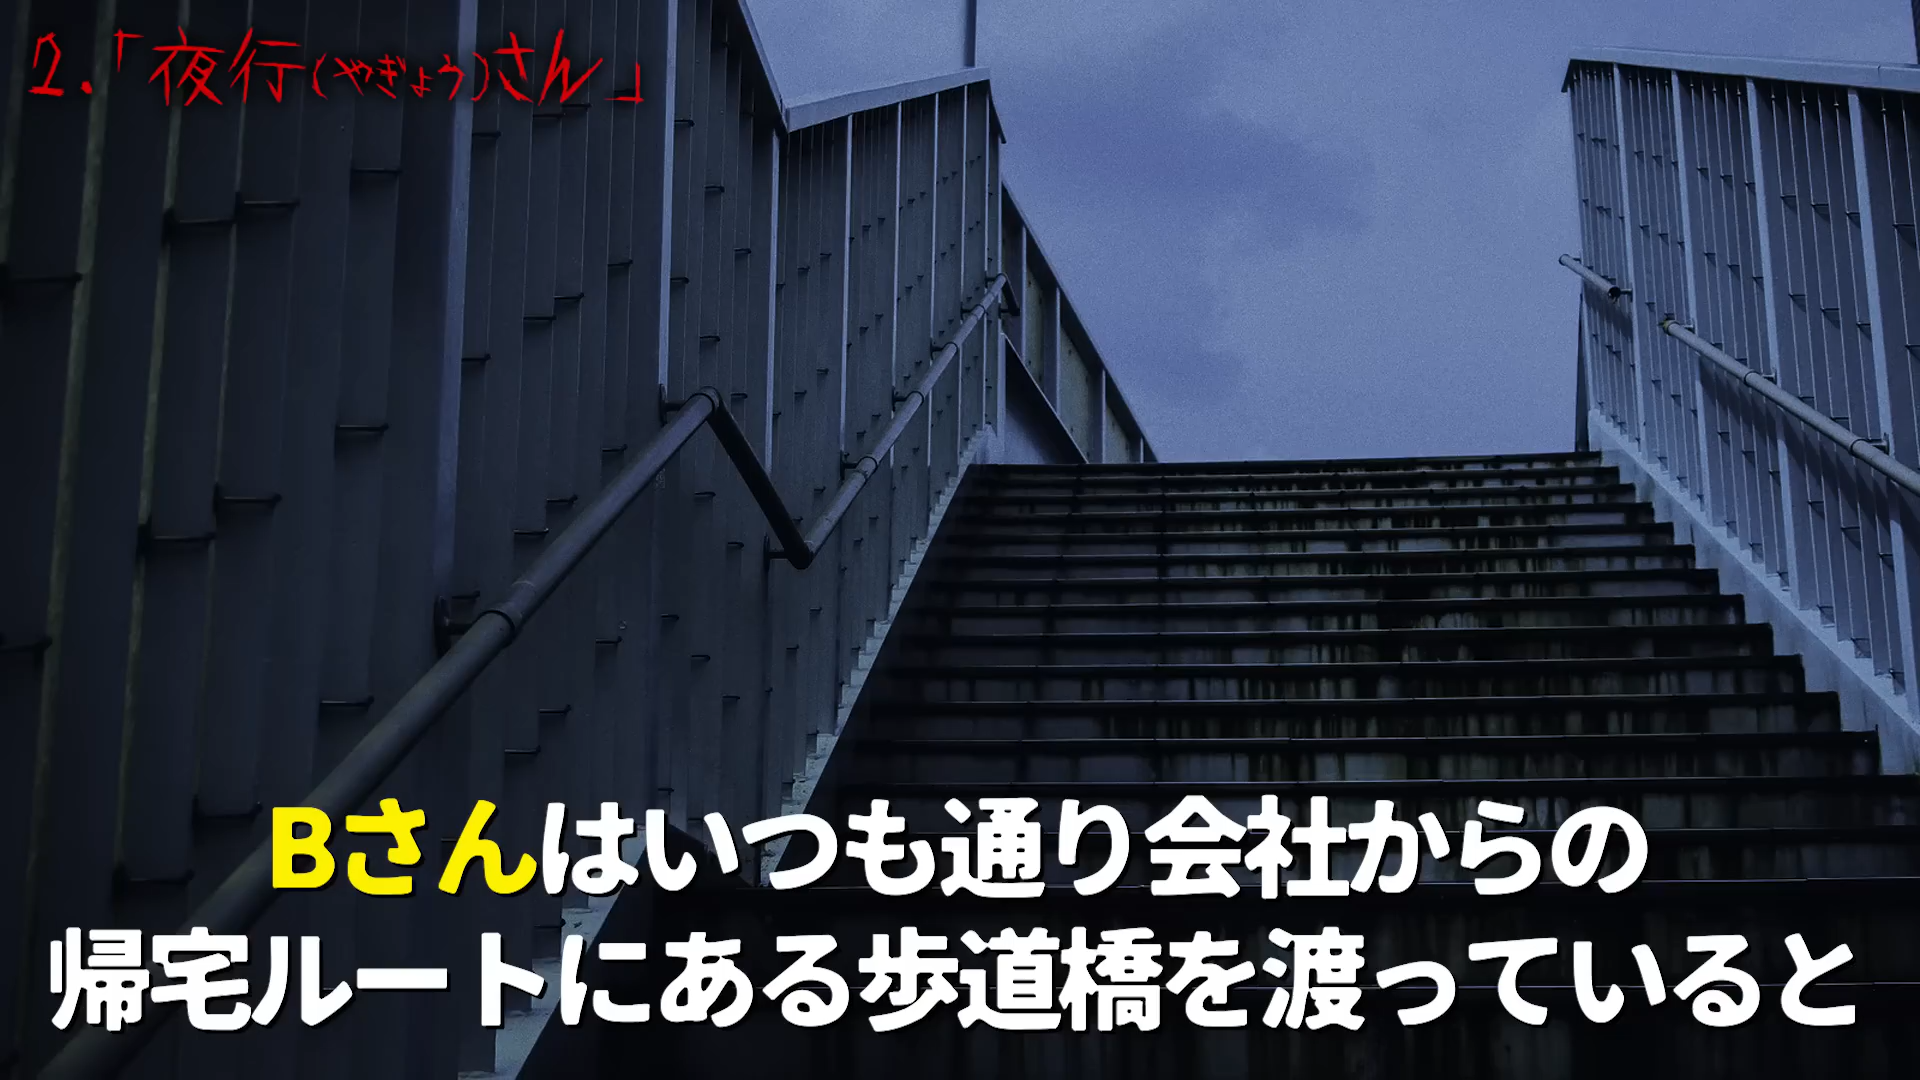 2.「夜行(やぎょう)さん」
Bさんはいつも通り会社からの
帰宅ルートにある歩道橋を渡っていると